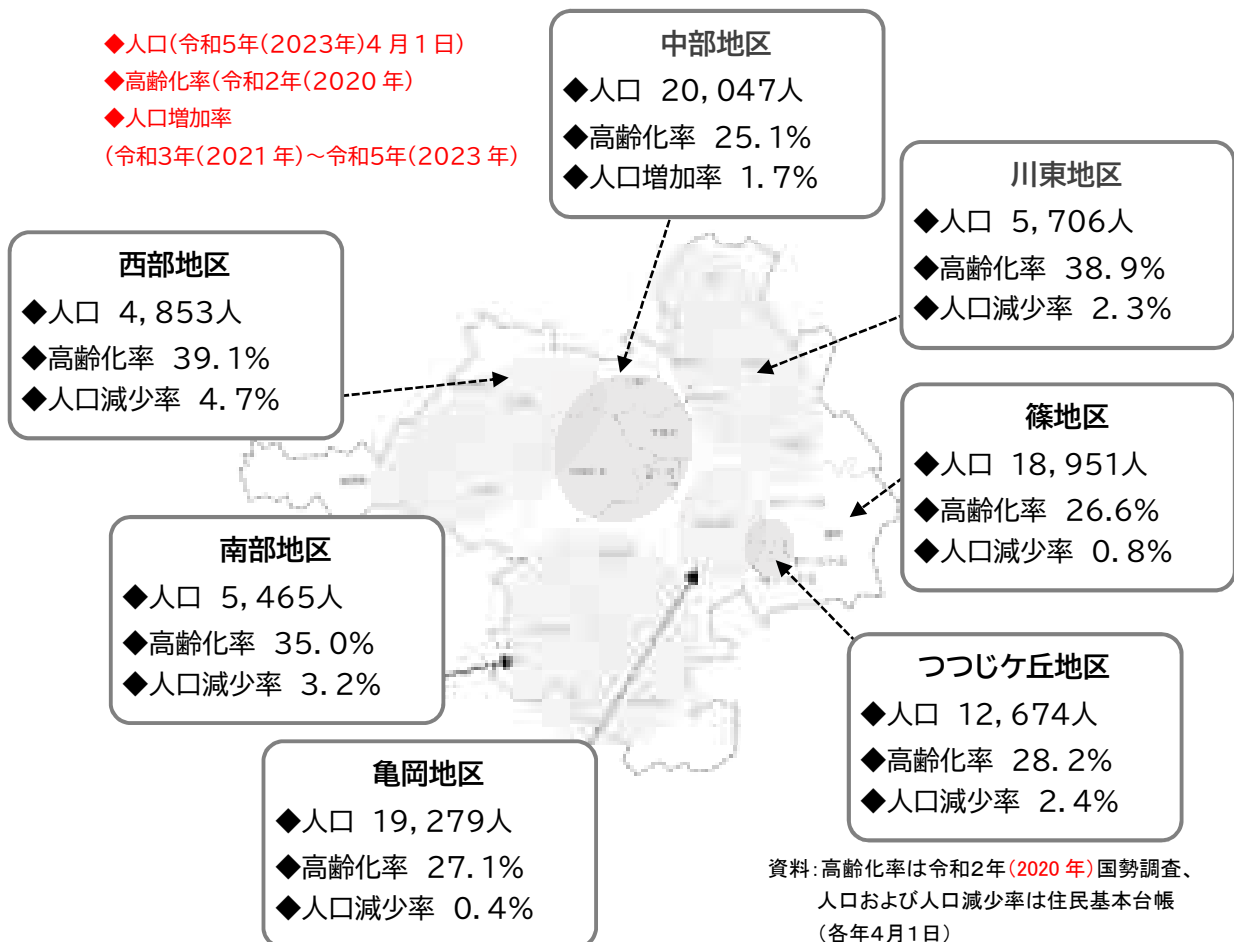 ◆人口(令和5年(2023年)4月1日)
◆高齢化率(令和2年(2020年)
◆人口増加率
(令和3年(2021年)～令和5年(2023年)
中部地区
◆人口 20,047人
◆高齢化率 25.1%
◆人口増加率 1.7%
川東地区
◆人口 5,706人
◆高齢化率 38.9%
◆人口減少率 2.3%
西部地区
◆人口 4,853人
◆高齢化率 39.1%
◆人口減少率 4.7%
篠地区
◆人口 18,951人
◆高齢化率 26.6%
◆人口減少率 0.8%
南部地区
◆人口 5,465人
◆高齢化率 35.0%
◆人口減少率 3.2%
つつじケ丘地区
◆人口 12,674人
◆高齢化率 28.2%
◆人口減少率 2.4%
亀岡地区
◆人口 19,279人
◆高齢化率 27.1%
◆人口減少率 0.4%
資料:高齢化率は令和2年(2020年)国勢調査、
人口および人口減少率は住民基本台帳
(各年4月1日)